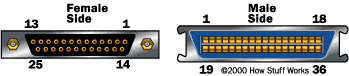 Female
Side
13 1
25 14
Male
Side
1 18
19 36
©2000 How Stuff Works